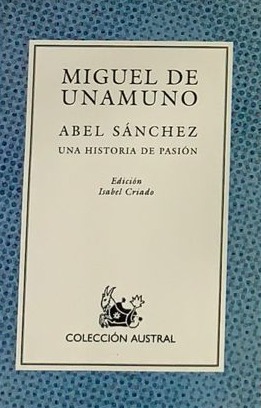 MIGUEL DE
UNAMUNO
ABEL SÁNCHEZ
UNA HISTORIA DE PASIÓN
Edición
Isabel Criado
COLECCIÓN AUSTRAL